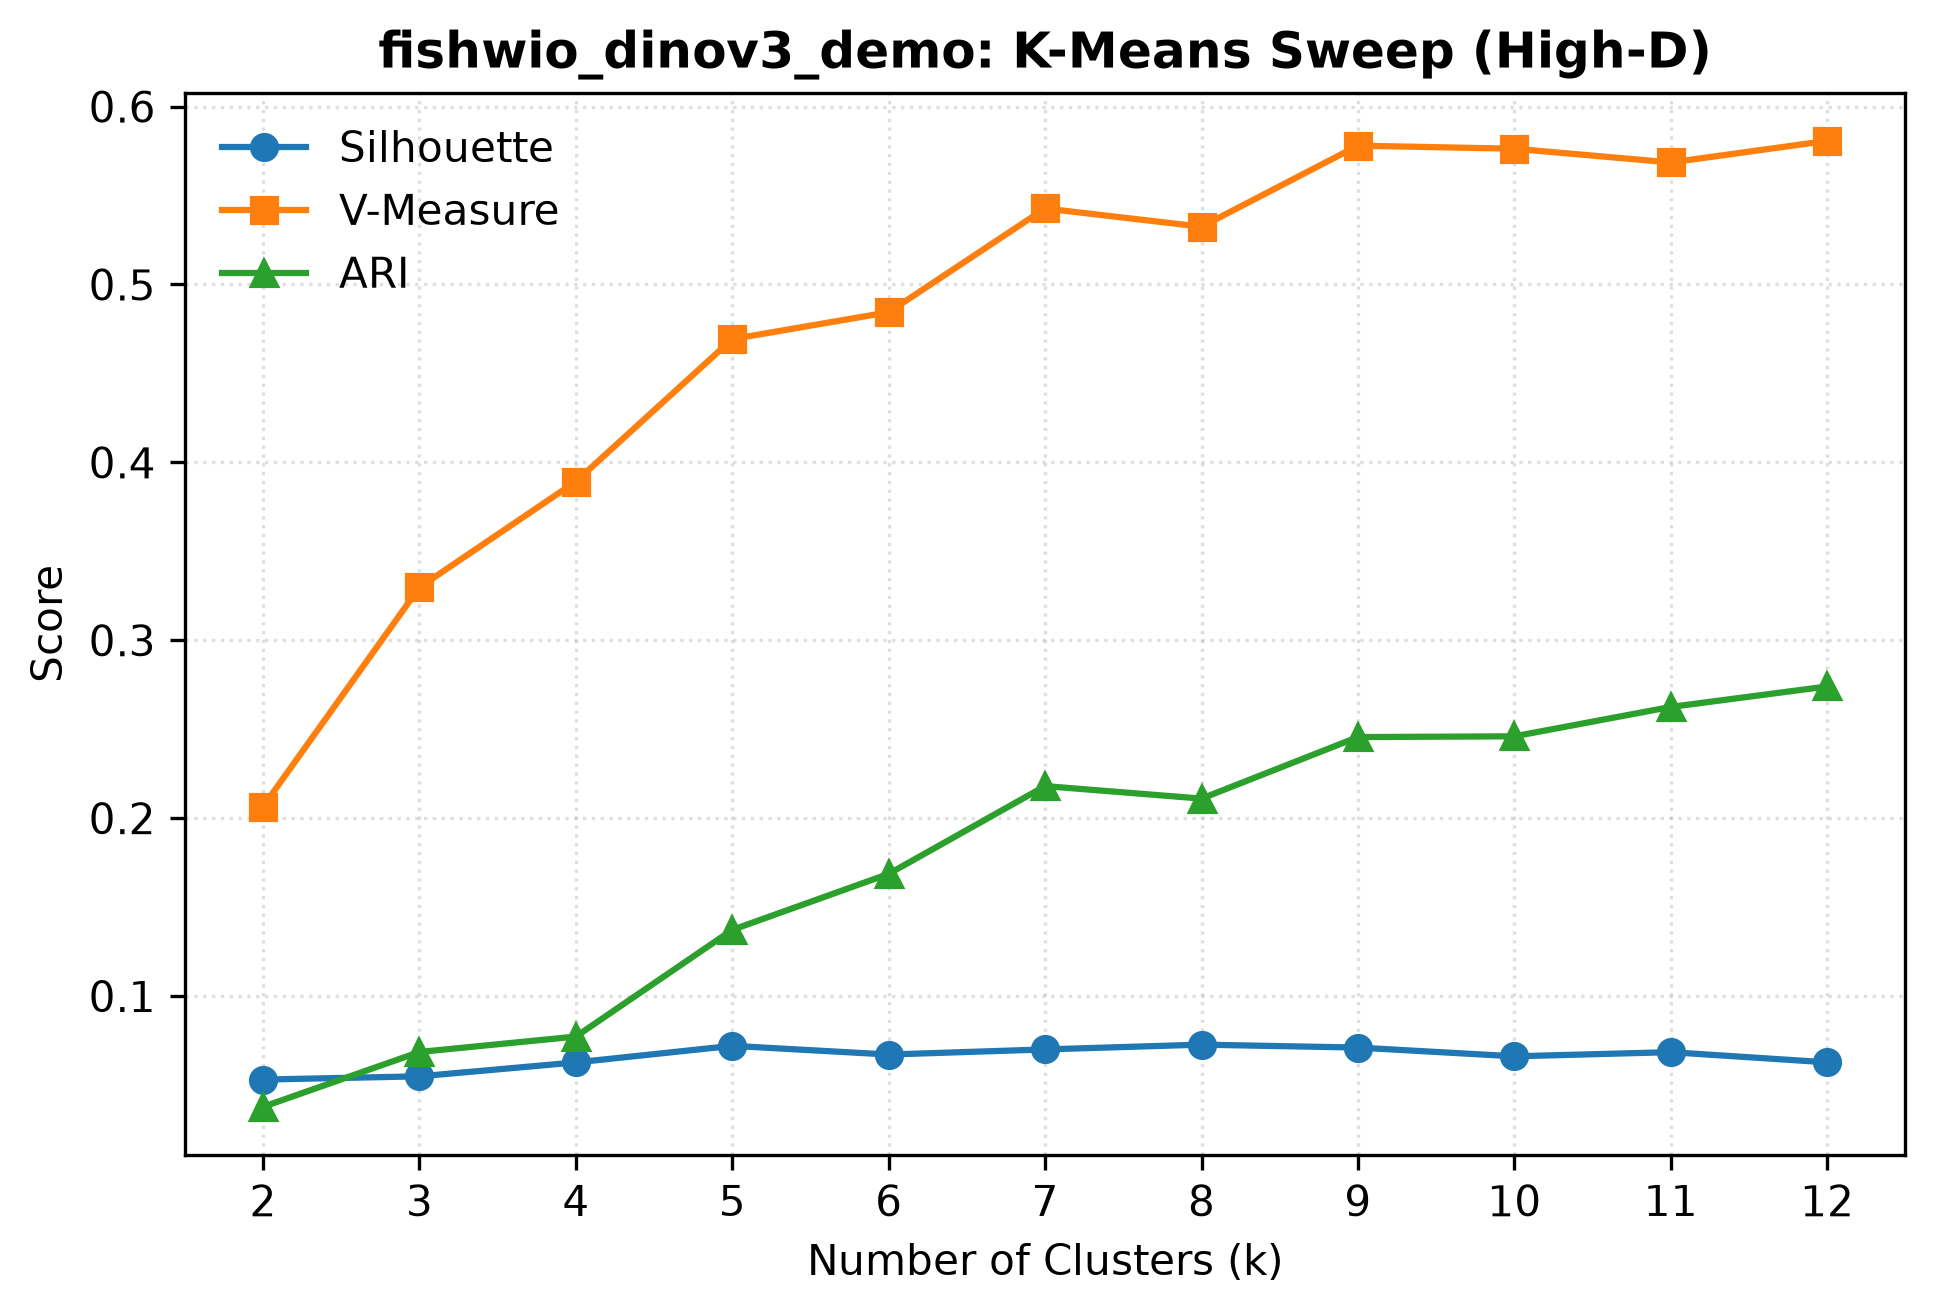 fishwio_dinov3_demo: K-Means Sweep (High-D)
Silhouette
V-Measure
ARI
0.6
0.5
0.4
0.3
0.2
0.1
Score
2 3 4 5 6 7 8 9 10 11 12
Number of Clusters (k)